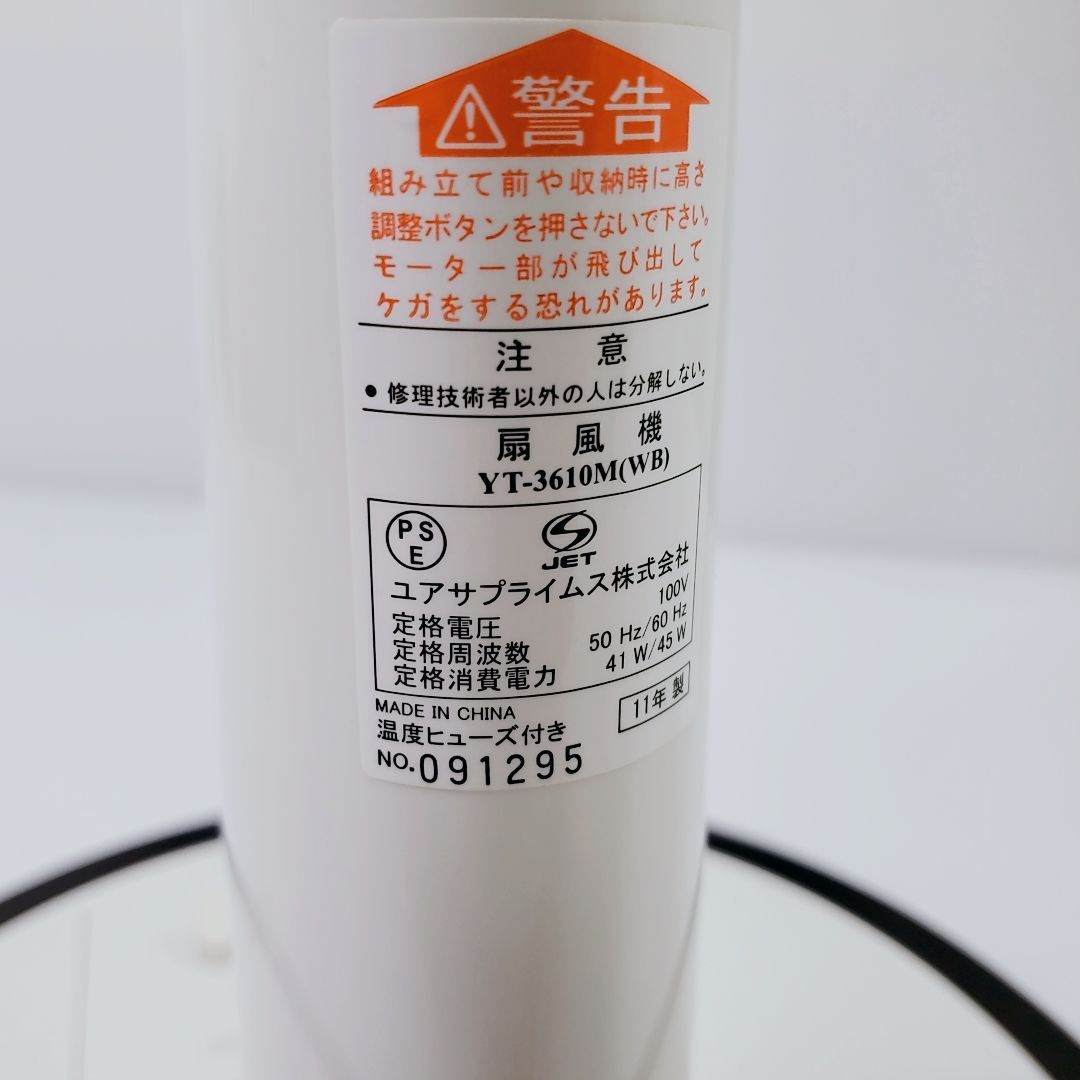 警告
組み立て前や収納時に高さ
調整ボタンを押さないで下さい。
モーター部が飛び出して
ケガをする恐れがあります。
注意
●修理技術者以外の人は分解しない。
扇風機
YT-3610M(WB)
PS
E
JET
ユアサプライムス株式会社
定格電圧 100V
定格周波数 50 Hz/60 Hz
定格消費電力 41 W/45 W
MADE IN CHINA
11年 製
温度ヒューズ付き
NO.091295